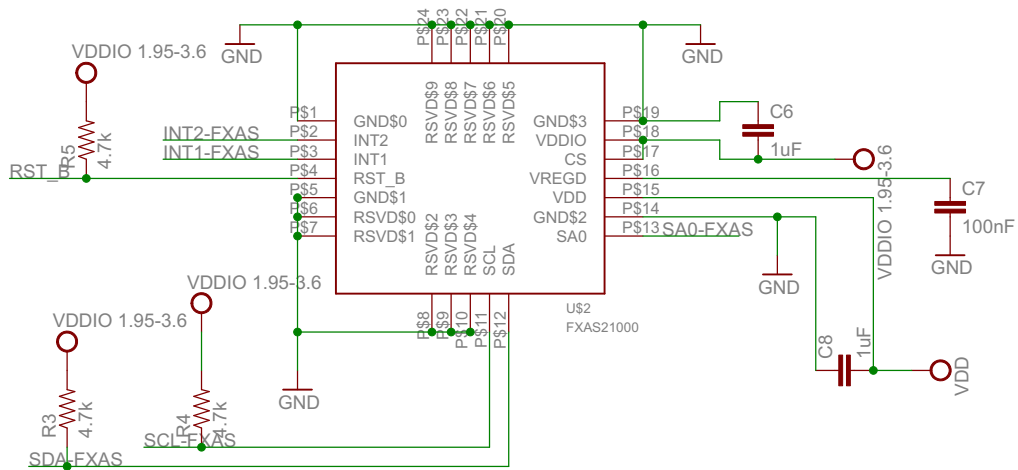 P$24
P$23
P$22
P$21
P$20
VDDIO 1.95-3.6
GND
GND
RSVD$9
RSVD$8
RSVD$7
RSVD$6
RSVD$5
R5
4.7k
RST_B
INT2-FXAS
INT1-FXAS
P$1
P$2
P$3
P$4
P$5
P$6
P$7
GND$0
INT2
INT1
RST_B
GND$1
RSVD$0
RSVD$1
GND$3
VDDIO
CS
VREGD
VDD
GND$2
SA0
P$19
P$18
P$17
P$16
P$15
P$14
P$13
C6
1uF
VDDIO 1.95-3.6
C7
100nF
GND
SA0-FXAS
GND
RSVD$2
RSVD$3
RSVD$4
SCL
SDA
U$2
FXAS21000
P$8
P$9
P$10
P$11
P$12
VDDIO 1.95-3.6
VDDIO 1.95-3.6
GND
C8
1uF
VDD
R3
4.7k
R4
4.7k
SCL-FXAS
SDA-FXAS